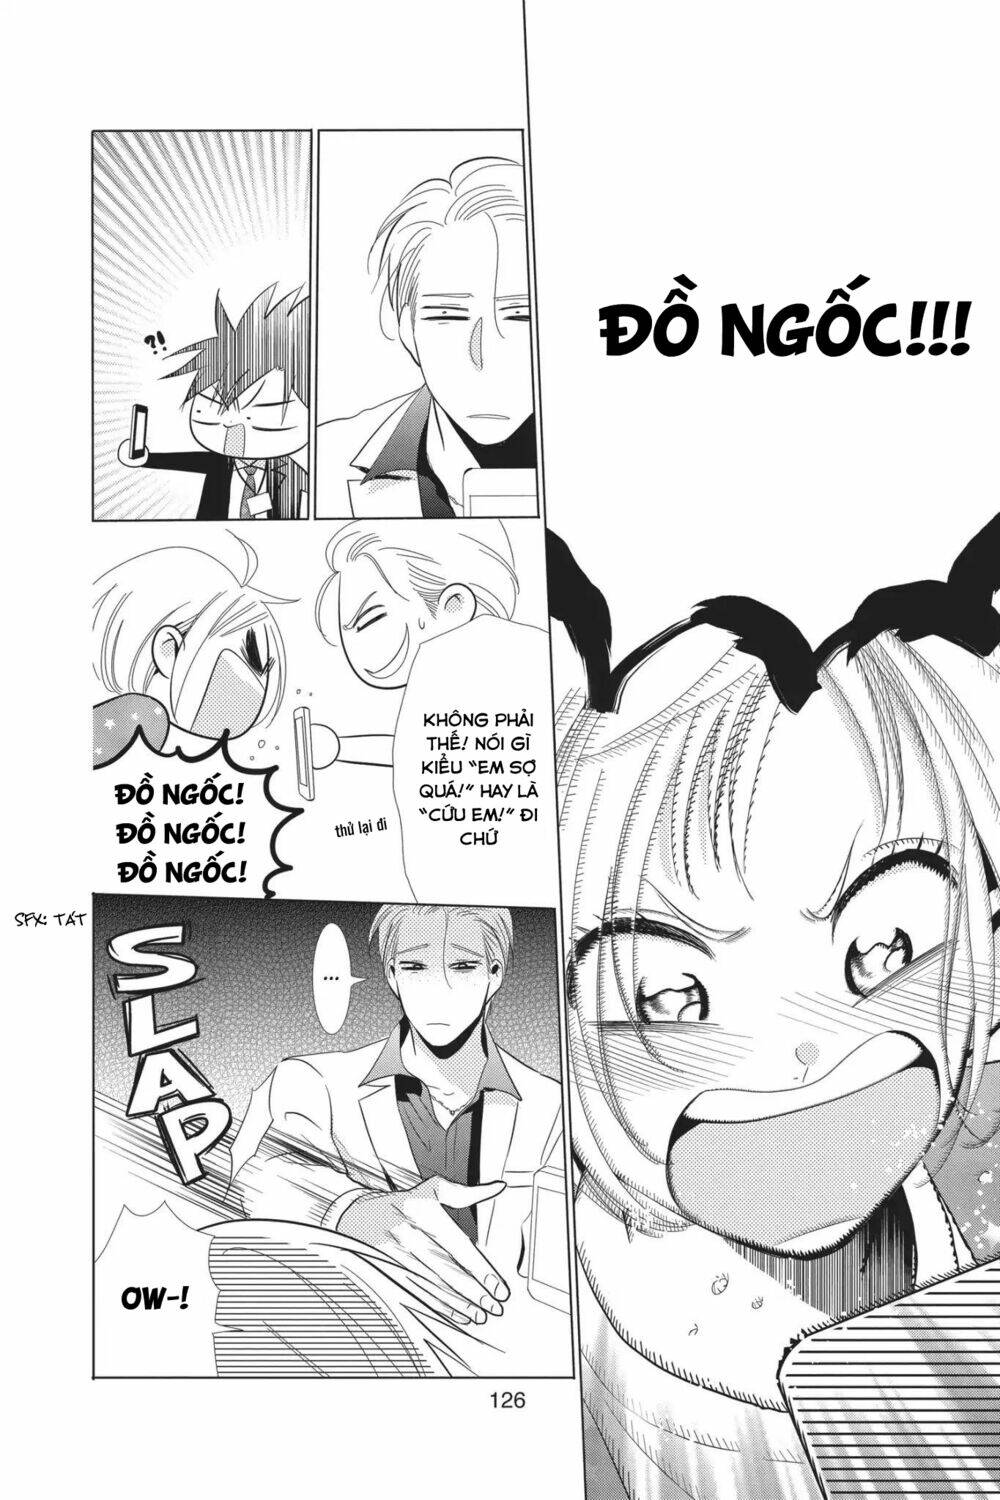 ĐỒ NGỐC!!!
?!
KHÔNG PHẢI
THẾ! NÓI GÌ
KIỂU "EM SỢ
QUÁ!" HAY LÀ
"CỨU EM!" ĐI
CHỨ
thử lại đi
ĐỒ NGỐC!
ĐỒ NGỐC!
ĐỒ NGỐC!
...
SFX: TÁT
SLAP
OW-!
126